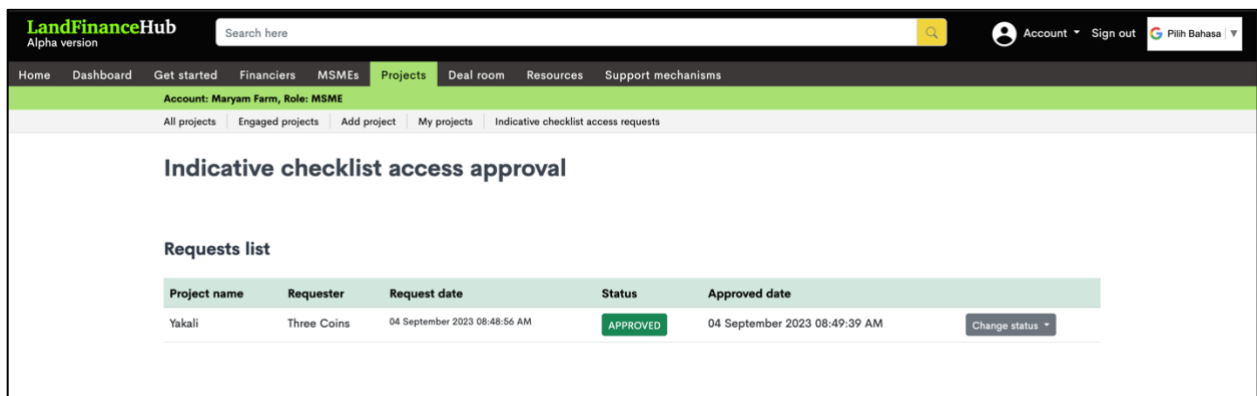 LandFinanceHub
Alpha version
Search here
Account Sign out
G Pilih Bahasa ▼
Home Dashboard Get started Financiers MSMEs Projects Deal room Resources Support mechanisms
Account: Maryam Farm, Role: MSME
All projects Engaged projects Add project My projects Indicative checklist access requests
Indicative checklist access approval
Requests list
Project name Requester Request date Status Approved date
Yakali Three Coins 04 September 2023 08:48:56 AM APPROVED 04 September 2023 08:49:39 AM Change status